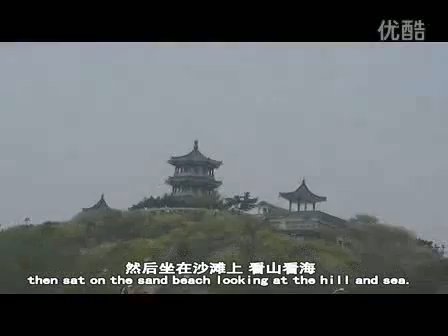 优酷
然后坐在沙滩上 看山看海
then sat on the sand beach looking at the hill and sea.